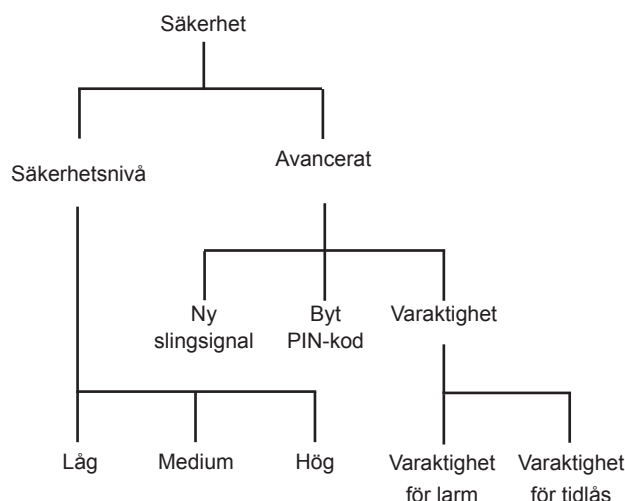 Säkerhet
Säkerhetsnivå
Avancerat
Ny
slingsignal
Byt
PIN-kod
Varaktighet
Låg
Medium
Hög
Varaktighet
för larm
Varaktighet
för tidlås